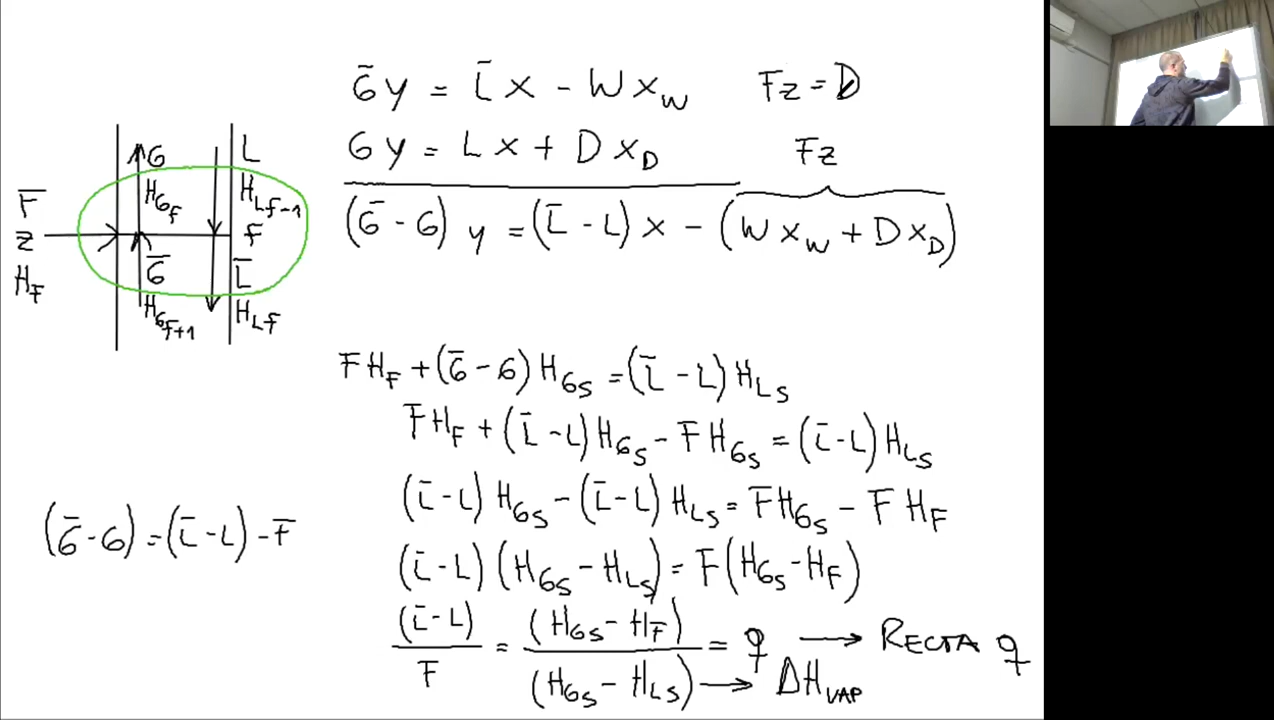 Ḡy = L̄x - Wx_W
Fz = D
Gy = Lx + Dx_D
Fz
(Ḡ - G) y = (L̄ - L) x - (Wx_W + Dx_D)
G L
H_Gf H_Lf-1
F
z f
H_F Ḡ L̄
H_Gf+1 H_Lf
FH_F + (Ḡ - G) H_Gs = (L̄ - L) H_Ls
FH_F + (L̄ - L) H_Gs - FH_Gs = (L̄ - L) H_Ls
(L̄ - L) H_Gs - (L̄ - L) H_Ls = FH_Gs - FH_F
(Ḡ - G) = (L̄ - L) - F
(L̄ - L) (H_Gs - H_Ls) = F (H_Gs - H_F)
(L̄ - L) / F = (H_Gs - H_F) / (H_Gs - H_Ls) = q → RECTA q
→ ΔH_VAP